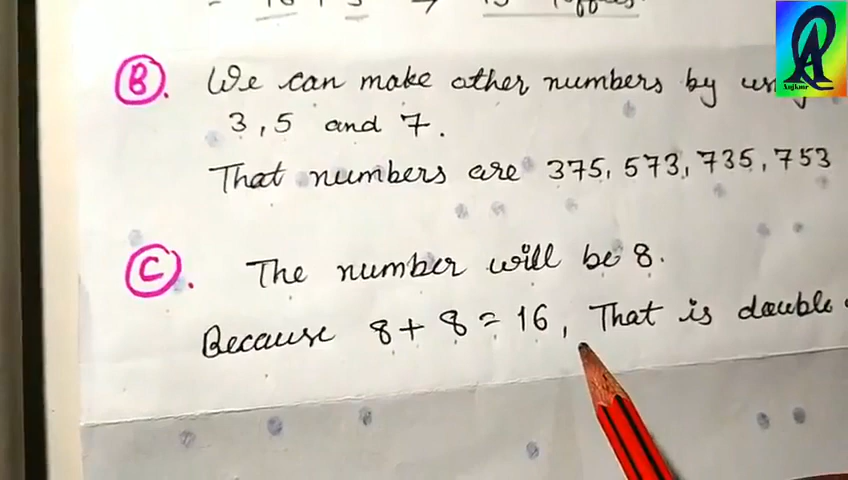 (B). We can make other numbers by
3, 5 and 7.
That numbers are 375, 573, 735, 753
(C). The number will be 8.
Because 8 + 8 = 16, That is double